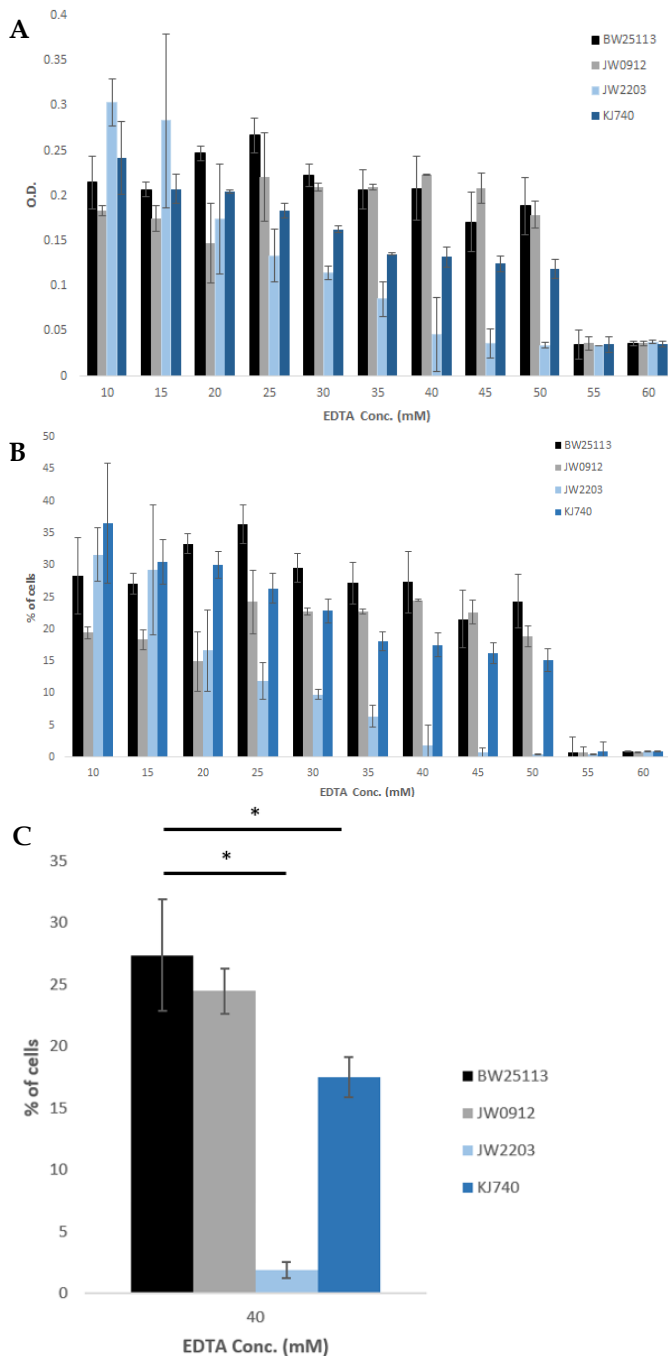 A
0.4
0.35
0.3
0.25
0.2
0.15
0.1
0.05
0
O.D.
10 15 20 25 30 35 40 45 50 55 60
EDTA Conc. (mM)
BW25113
JW0912
JW2203
KJ740
B
50
45
40
35
30
25
20
15
10
5
0
% of cells
10 15 20 25 30 35 40 45 50 55 60
EDTA Conc. (mM)
BW25113
JW0912
JW2203
KJ740
C
*
*
35
30
25
20
15
10
5
0
% of cells
40
EDTA Conc. (mM)
BW25113
JW0912
JW2203
KJ740